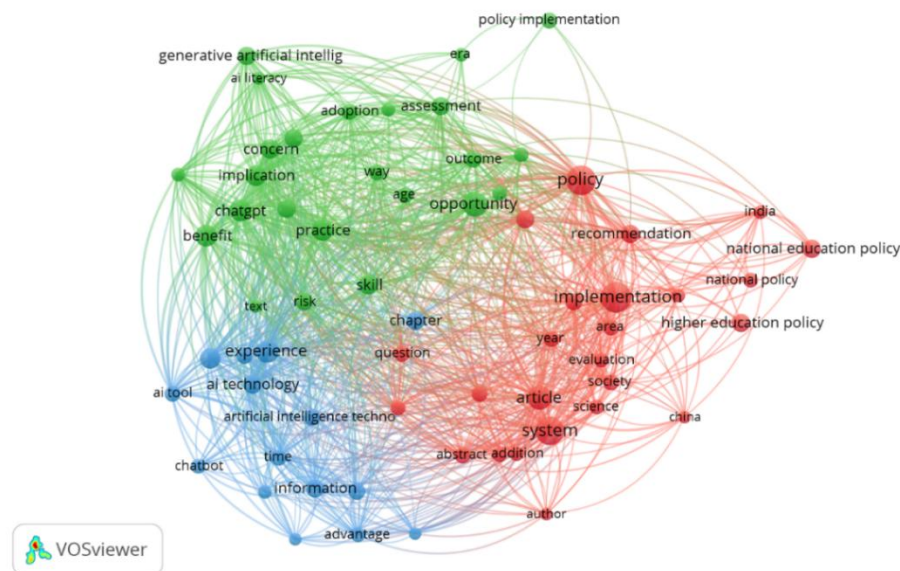 policy implementation
generative artificial intellig
era
ai literacy
adoption
assessment
concern
outcome
way
implication
policy
age
chatgpt
opportunity
india
practice
recommendation
benefit
national education policy
national policy
skill
implementation
risk
text
chapter
higher education policy
area
year
experience
question
evaluation
ai technology
society
ai tool
article
science
artificial intelligence techno
china
system
time
abstract
addition
chatbot
information
author
advantage
VOSviewer